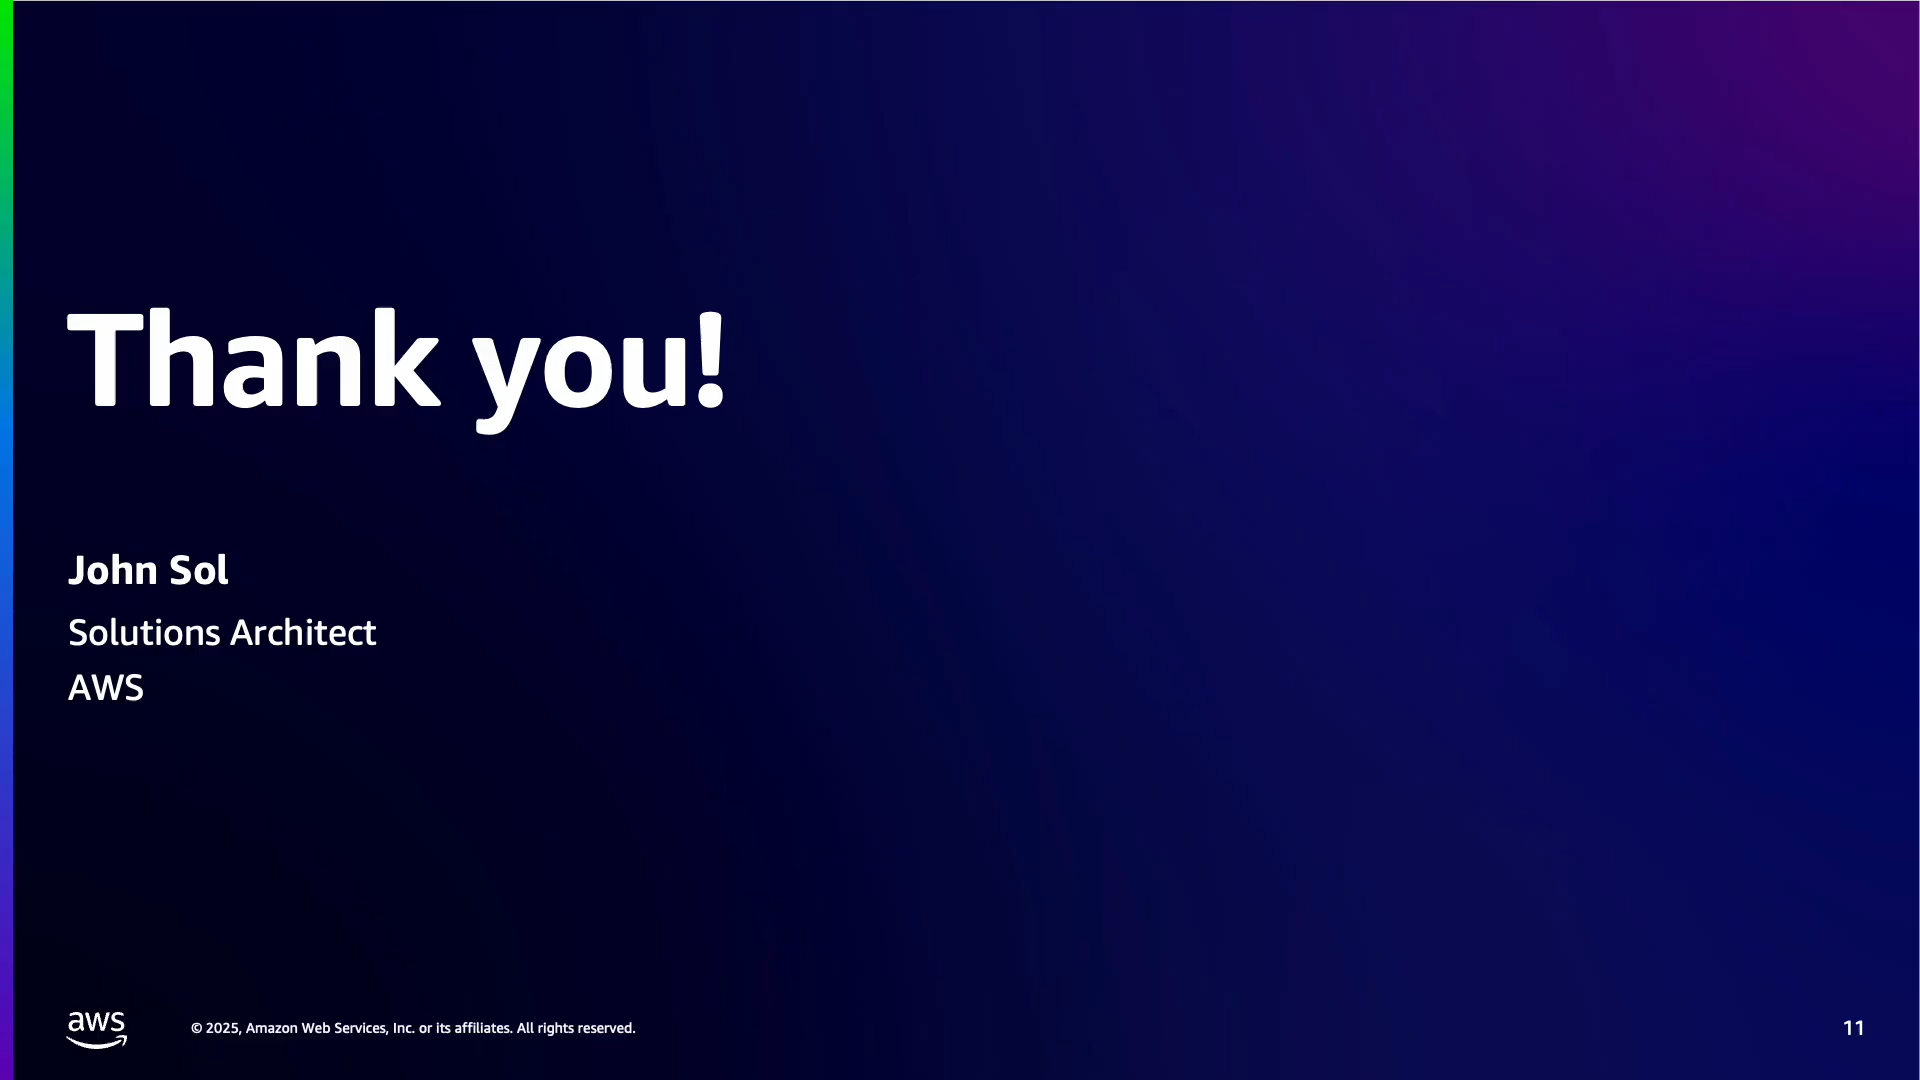 Thank you!
John Sol
Solutions Architect
AWS
aws
© 2025, Amazon Web Services, Inc. or its affiliates. All rights reserved.
11